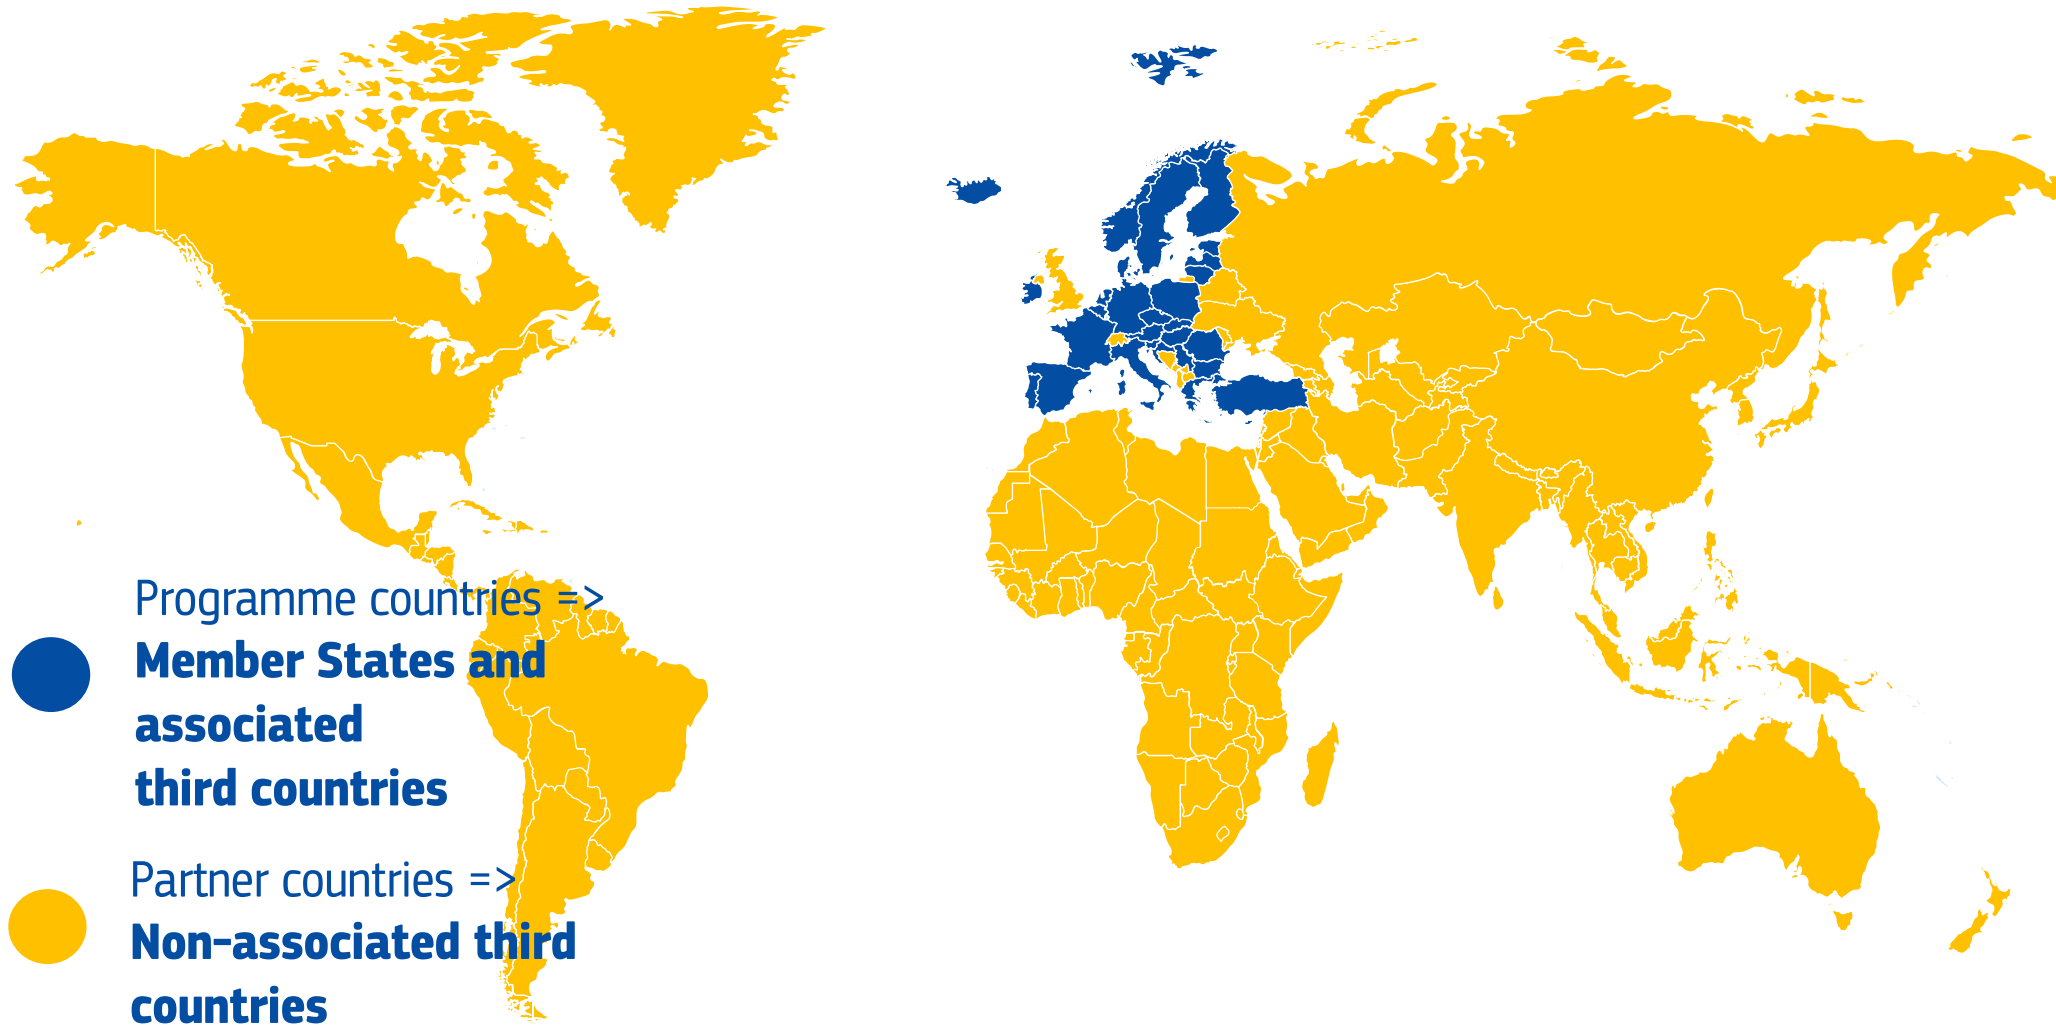 Programme countries =>
Member States and
associated
third countries
Partner countries =>
Non-associated third
countries